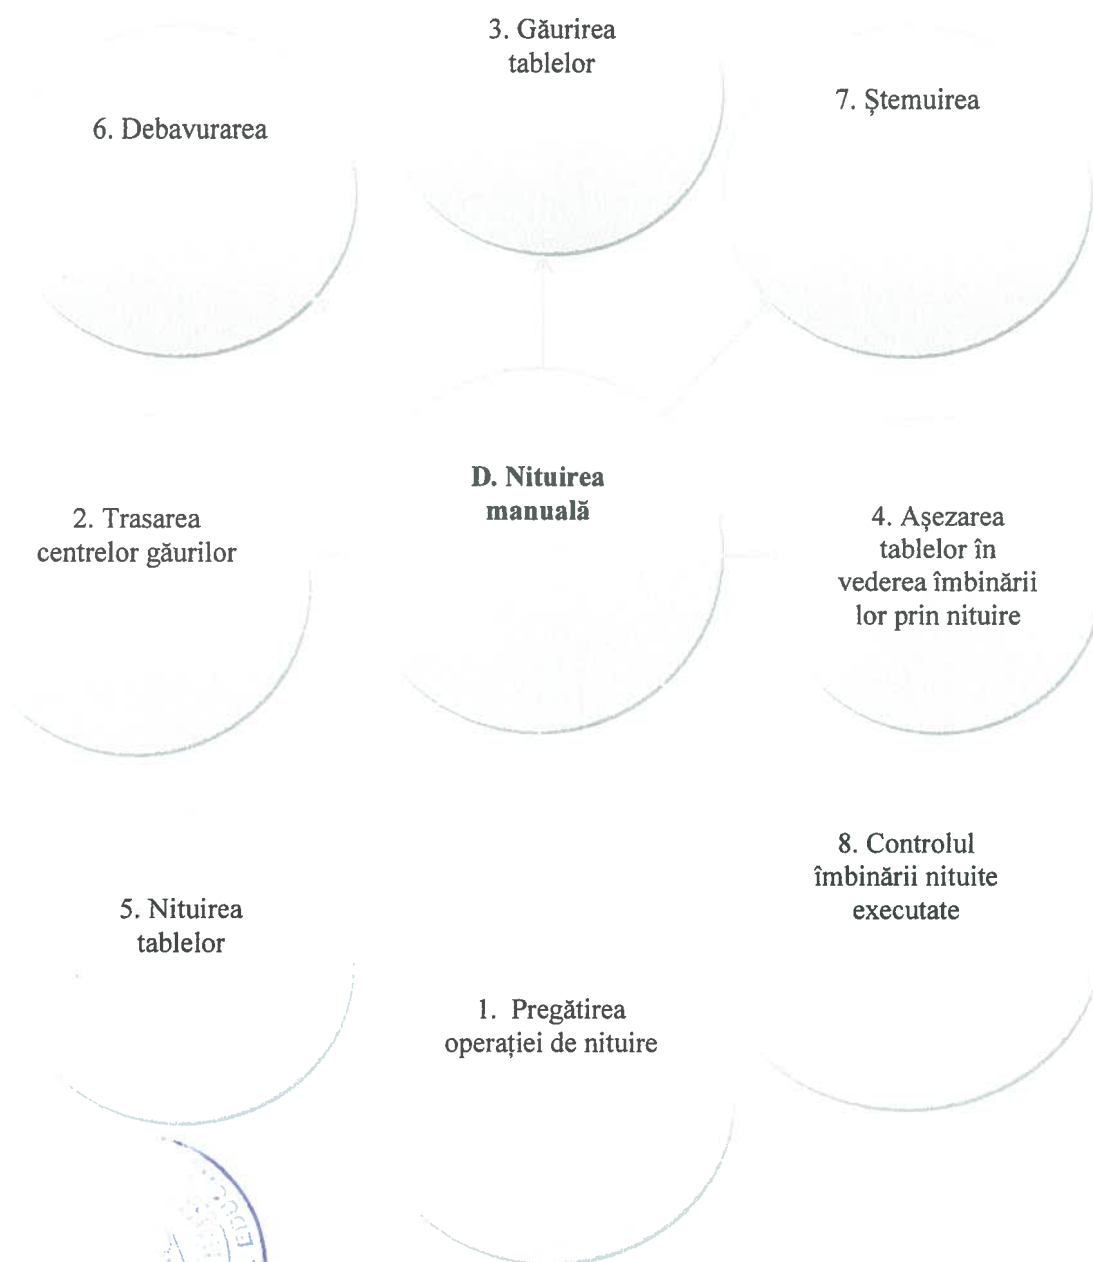 3. Găurirea
tablelor
7. Ștemuirea
6. Debavurarea
D. Nituirea
manuală
2. Trasarea
centrelor găurilor
4. Așezarea
tablelor în
vederea îmbinării
lor prin nituire
8. Controlul
îmbinării nituite
executate
5. Nituirea
tablelor
1. Pregătirea
operației de nituire